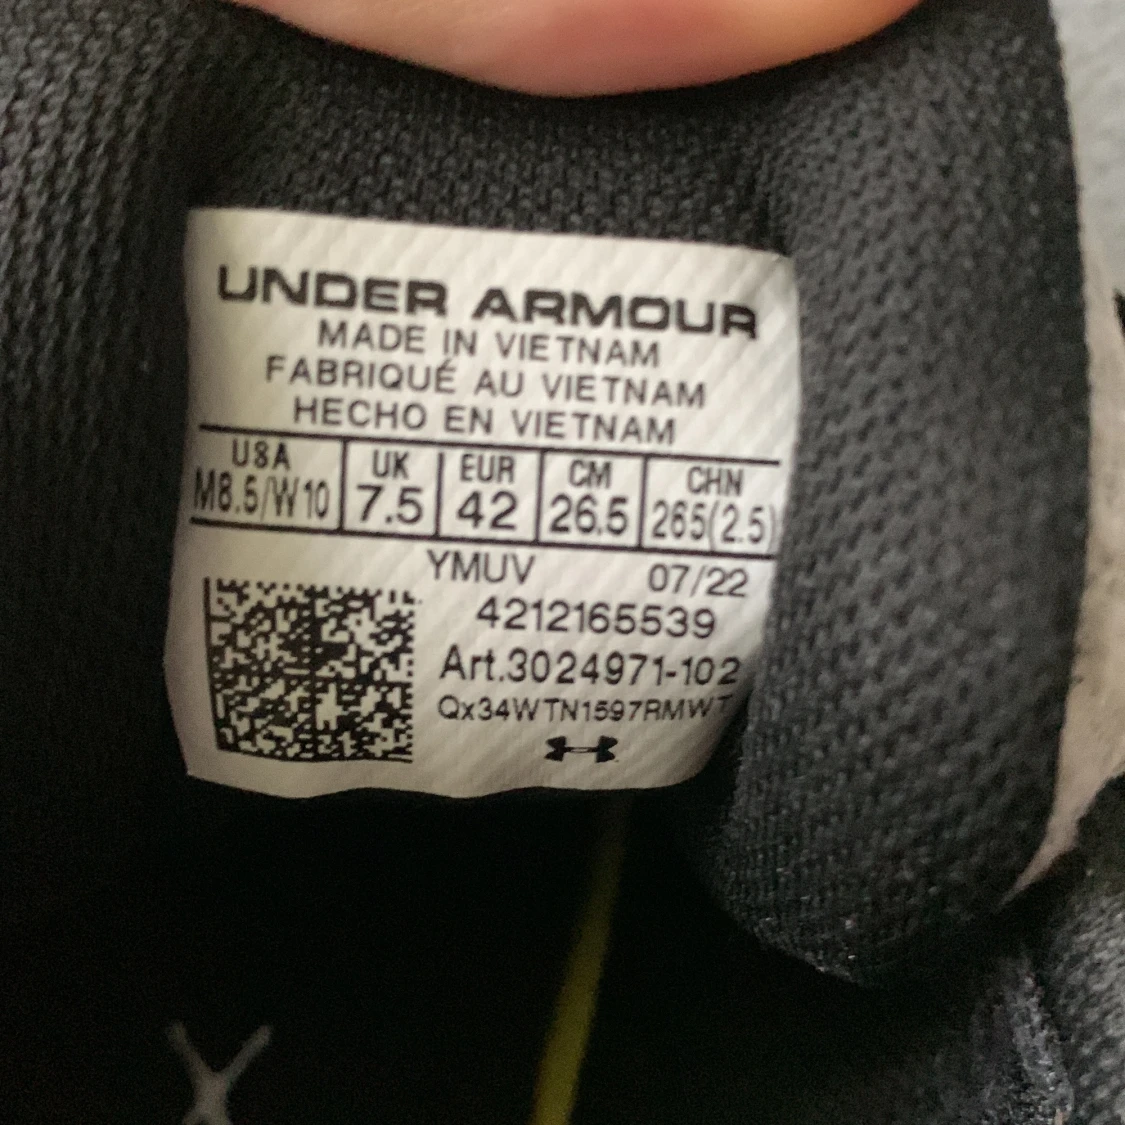 UNDER ARMOUR
MADE IN VIETNAM
FABRIQUÉ AU VIETNAM
HECHO EN VIETNAM
USA UK EUR CM CHN
M8.5/W10 7.5 42 26.5 265(2.5)
YMUV 07/22
4212165539
Art.3024971-102
Qx34WTN1597RMWT